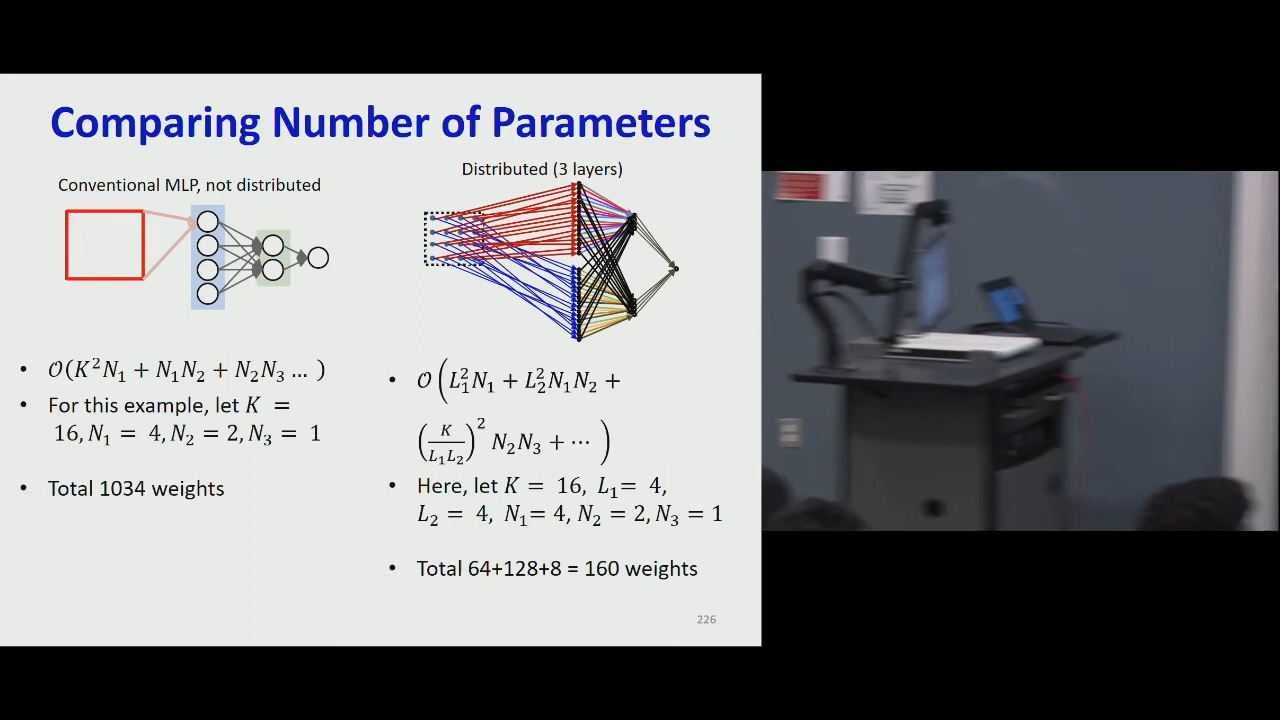 Comparing Number of Parameters
Conventional MLP, not distributed
• 𝒪(K²N₁ + N₁N₂ + N₂N₃ … )
• For this example, let K =
16, N₁ = 4, N₂ = 2, N₃ = 1
• Total 1034 weights
Distributed (3 layers)
• 𝒪(L₁²N₁ + L₂²N₁N₂ +
(K/(L₁L₂))² N₂N₃ + ⋯ )
• Here, let K = 16, L₁= 4,
L₂ = 4, N₁= 4, N₂ = 2, N₃ = 1
• Total 64+128+8 = 160 weights
226